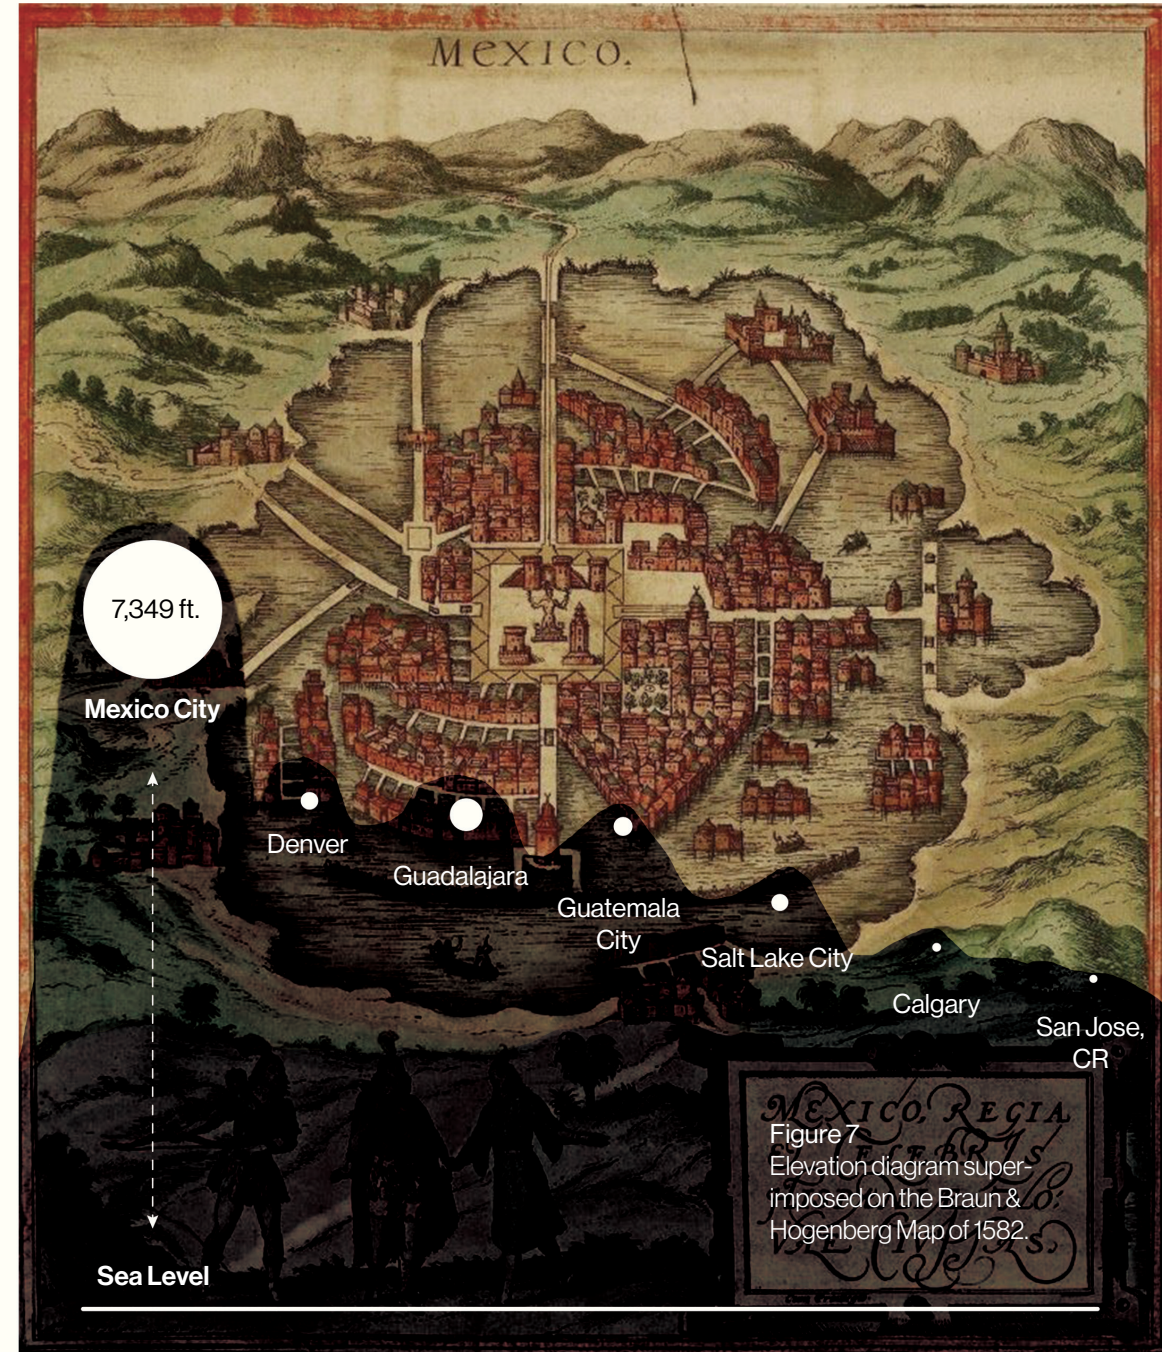 MEXICO.
7,349 ft.
Mexico City
Denver
Guadalajara
Guatemala
City
Salt Lake City
Calgary
San Jose,
CR
MEXICO, REGIA
Figure 7
Elevation diagram super-
imposed on the Braun &
Hogenberg Map of 1582.
Sea Level